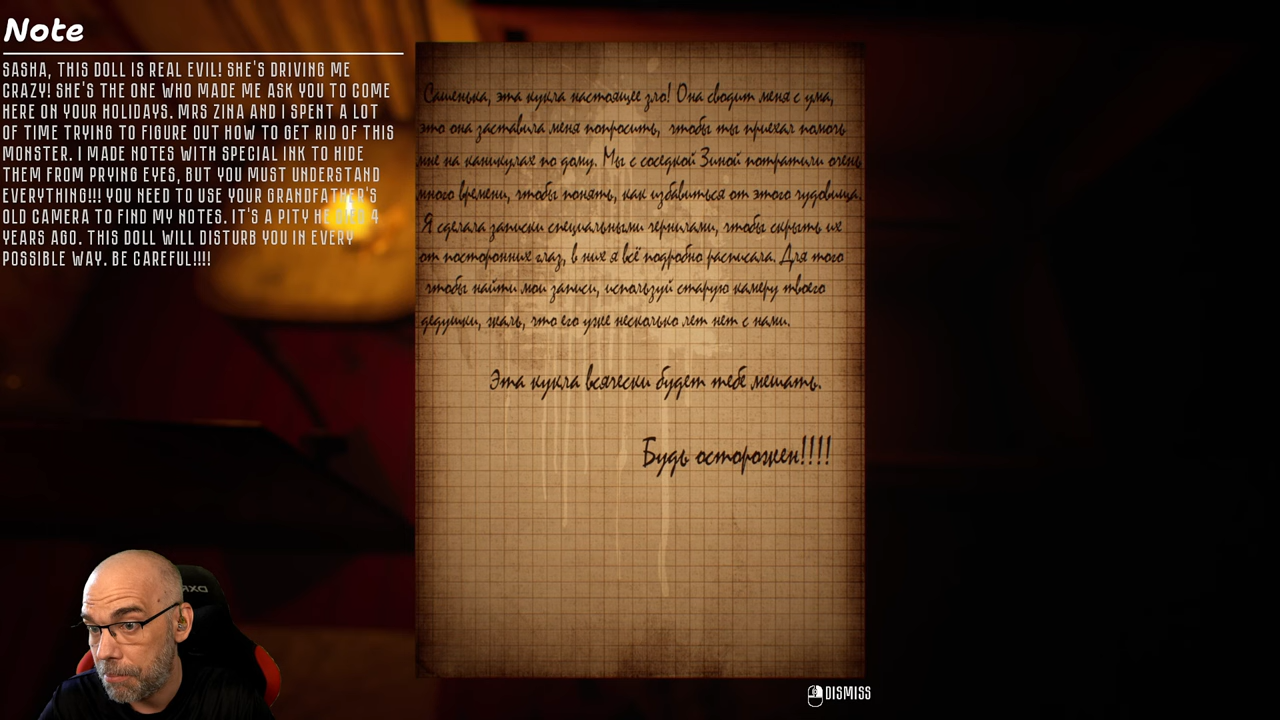 Note
SASHA, THIS DOLL IS REAL EVIL! SHE'S DRIVING ME
CRAZY! SHE'S THE ONE WHO MADE ME ASK YOU TO COME
HERE ON YOUR HOLIDAYS. MRS ZINA AND I SPENT A LOT
OF TIME TRYING TO FIGURE OUT HOW TO GET RID OF THIS
MONSTER. I MADE NOTES WITH SPECIAL INK TO HIDE
THEM FROM PRYING EYES, BUT YOU MUST UNDERSTAND
EVERYTHING!!! YOU NEED TO USE YOUR GRANDFATHER'S
OLD CAMERA TO FIND MY NOTES. IT'S A PITY HE DIED 4
YEARS AGO. THIS DOLL WILL DISTURB YOU IN EVERY
POSSIBLE WAY. BE CAREFUL!!!!
Сашенька, эта кукла настоящее зло! Она сводит меня с ума,
это она заставила меня попросить, чтобы ты приехал помочь
мне на каникулах по дому. Мы с соседкой Зиной потратили очень
много времени, чтобы понять, как избавиться от этого чудовища.
Я сделала записки специальными чернилами, чтобы скрыть их
от посторонних глаз, в них я всё подробно расписала. Для того
чтобы найти мои записи, используй старую камеру твоего
дедушки, жаль, что его уже несколько лет нет с нами.
Эта кукла всячески будет тебе мешать.
Будь осторожен!!!!
DISMISS